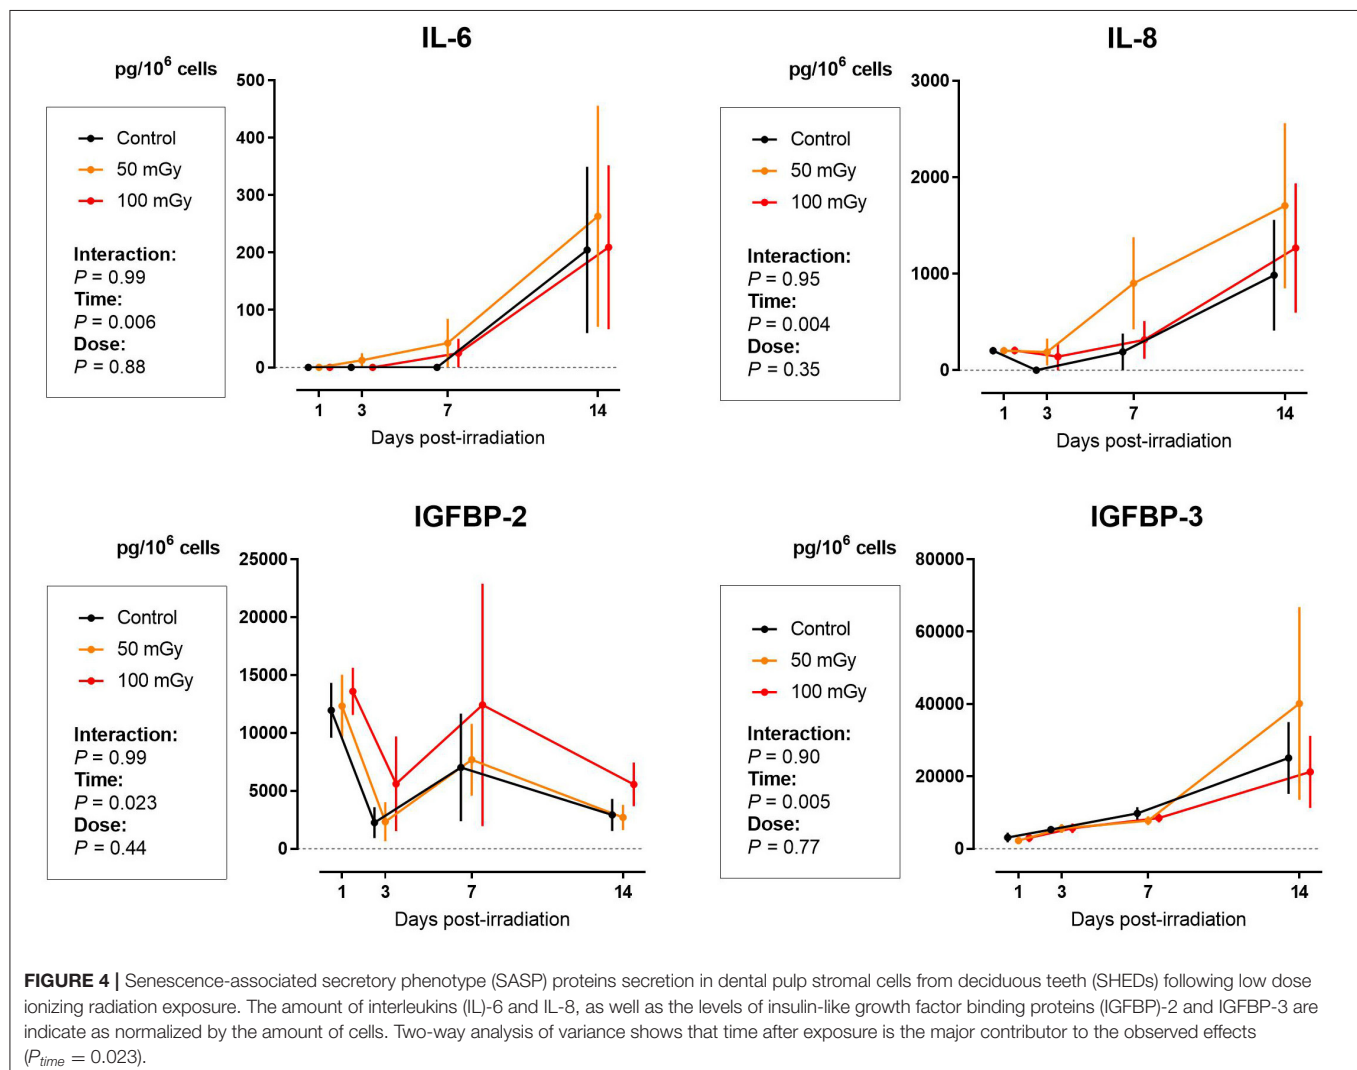 IL-6
pg/10⁶ cells
Control
50 mGy
100 mGy
Interaction:
P = 0.99
Time:
P = 0.006
Dose:
P = 0.88
500
400
300
200
100
0
1 3 7 14
Days post-irradiation
IL-8
pg/10⁶ cells
Control
50 mGy
100 mGy
Interaction:
P = 0.95
Time:
P = 0.004
Dose:
P = 0.35
3000
2000
1000
0
1 3 7 14
Days post-irradiation
IGFBP-2
pg/10⁶ cells
Control
50 mGy
100 mGy
Interaction:
P = 0.99
Time:
P = 0.023
Dose:
P = 0.44
25000
20000
15000
10000
5000
0
1 3 7 14
Days post-irradiation
IGFBP-3
pg/10⁶ cells
Control
50 mGy
100 mGy
Interaction:
P = 0.90
Time:
P = 0.005
Dose:
P = 0.77
80000
60000
40000
20000
0
1 3 7 14
Days post-irradiation
FIGURE 4 | Senescence-associated secretory phenotype (SASP) proteins secretion in dental pulp stromal cells from deciduous teeth (SHEDs) following low dose
ionizing radiation exposure. The amount of interleukins (IL)-6 and IL-8, as well as the levels of insulin-like growth factor binding proteins (IGFBP)-2 and IGFBP-3 are
indicate as normalized by the amount of cells. Two-way analysis of variance shows that time after exposure is the major contributor to the observed effects
(Ptime = 0.023).